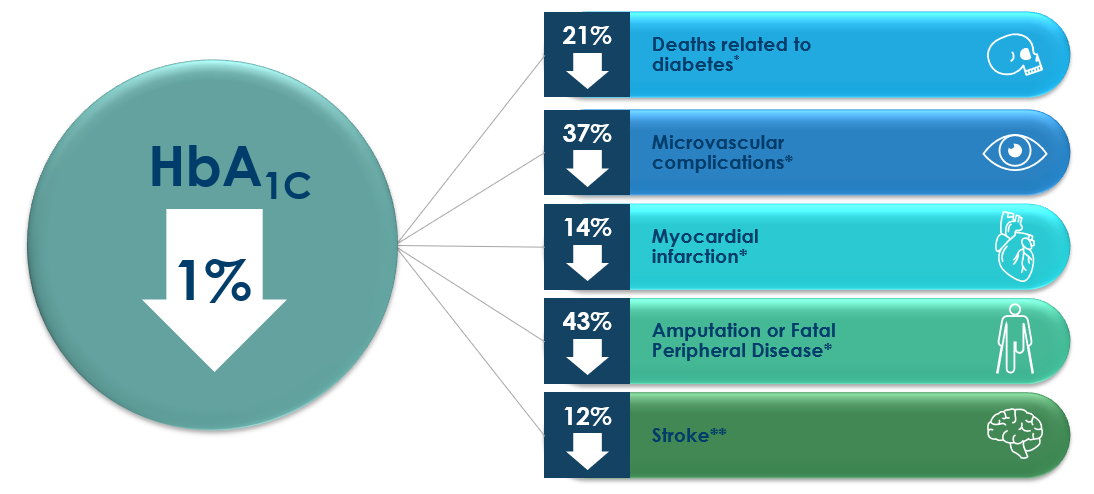 HbA1C
1%
21%
Deaths related to
diabetes*
37%
Microvascular
complications*
14%
Myocardial
infarction*
43%
Amputation or Fatal
Peripheral Disease*
12%
Stroke**